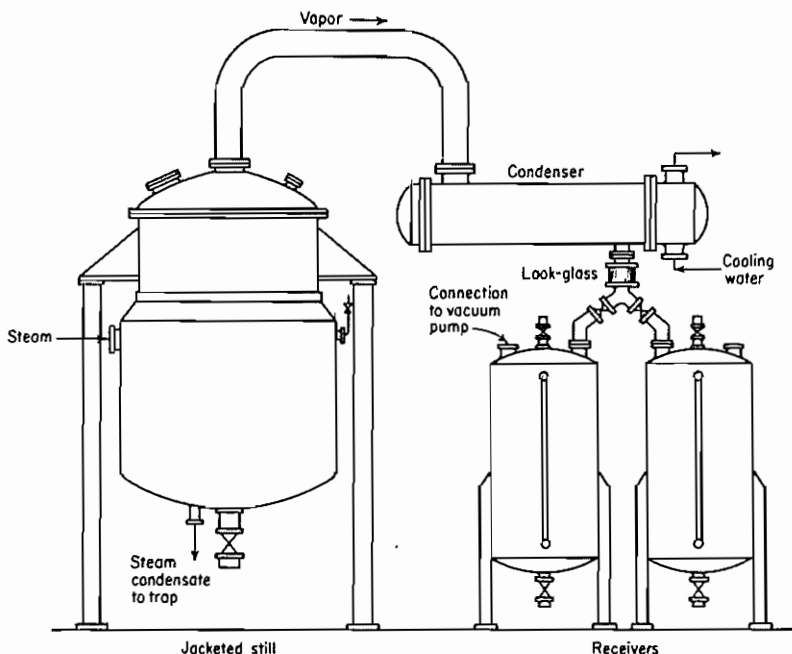 Vapor
Condenser
Look-glass
Cooling
water
Connection
to vacuum
pump
Steam
Steam
condensate
to trap
Jacketed still
Receivers